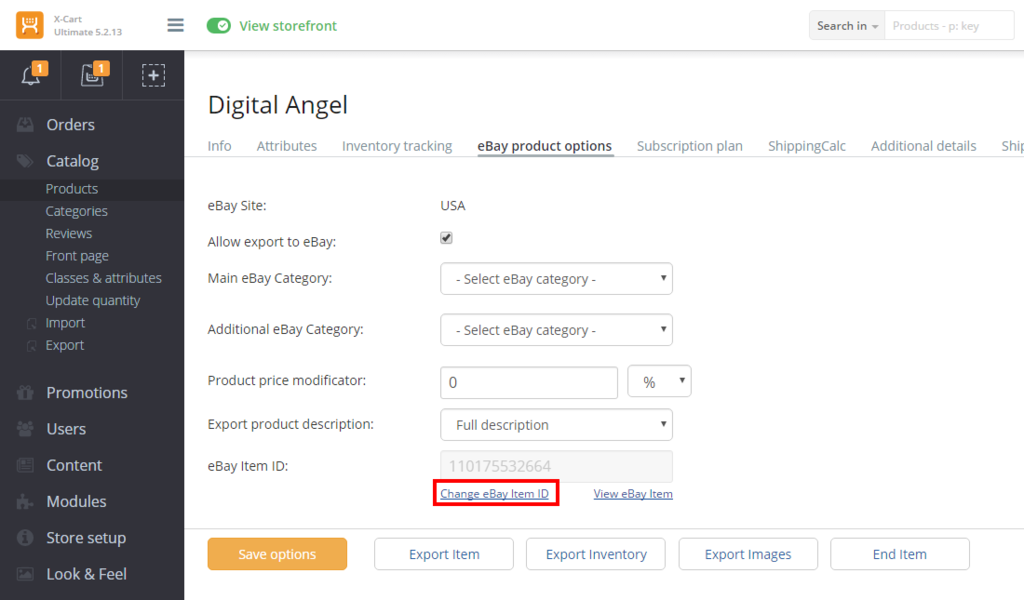 X-Cart
Ultimate 5.2.13
View storefront
Search in
Products - p: key
1
1
Orders
Catalog
Products
Categories
Reviews
Front page
Classes & attributes
Update quantity
Import
Export
Promotions
Users
Content
Modules
Store setup
Look & Feel
Digital Angel
Info Attributes Inventory tracking eBay product options Subscription plan ShippingCalc Additional details Ship
eBay Site: USA
Allow export to eBay:
Main eBay Category: - Select eBay category -
Additional eBay Category: - Select eBay category -
Product price modificator: 0 %
Export product description: Full description
eBay Item ID: 110175532664
Change eBay Item ID View eBay Item
Save options Export Item Export Inventory Export Images End Item